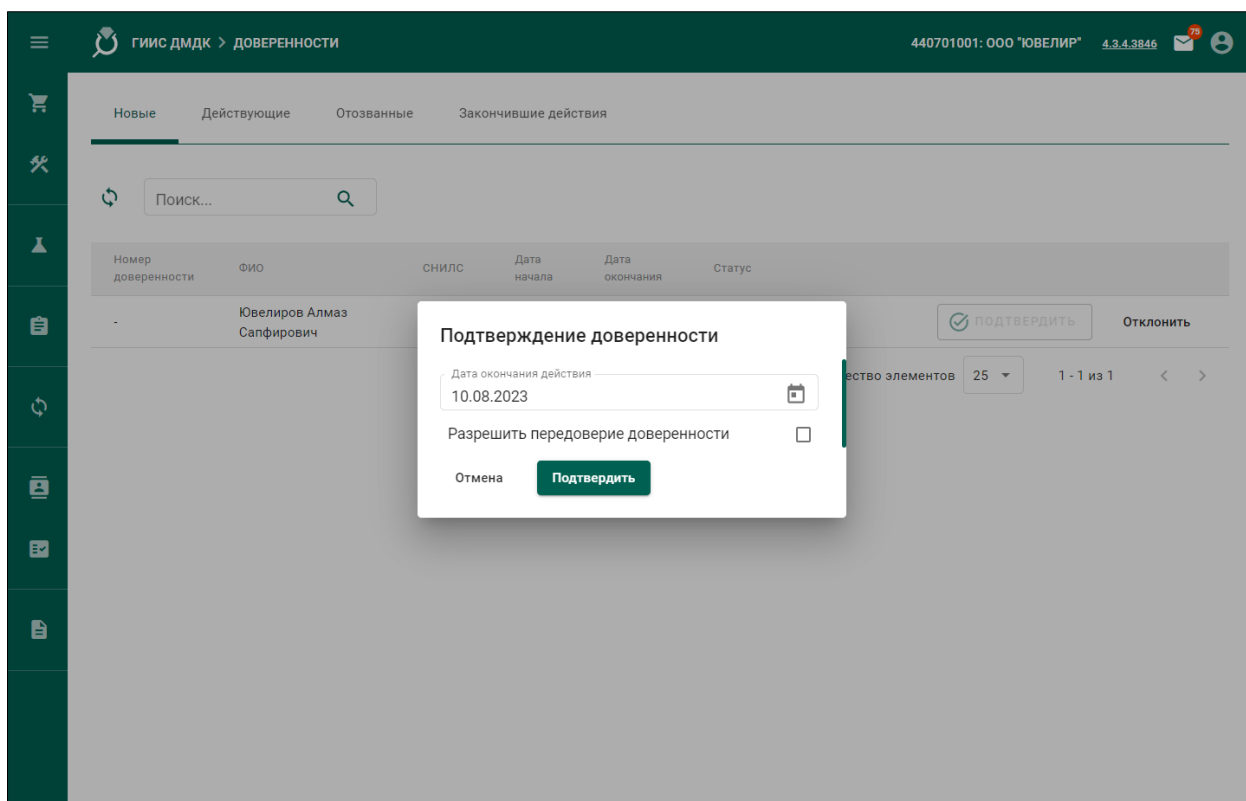 ГИИС ДМДК > ДОВЕРЕННОСТИ
440701001: ООО "ЮВЕЛИР" 4.3.4.3846 75
Новые Действующие Отозванные Закончившие действия
Поиск...
Номер доверенности ФИО СНИЛС Дата начала Дата окончания Статус
- Ювелиров Алмаз Сапфирович ПОДТВЕРДИТЬ Отклонить
ество элементов 25 1 - 1 из 1 < >
Подтверждение доверенности
Дата окончания действия
10.08.2023
Разрешить передоверие доверенности
Отмена Подтвердить